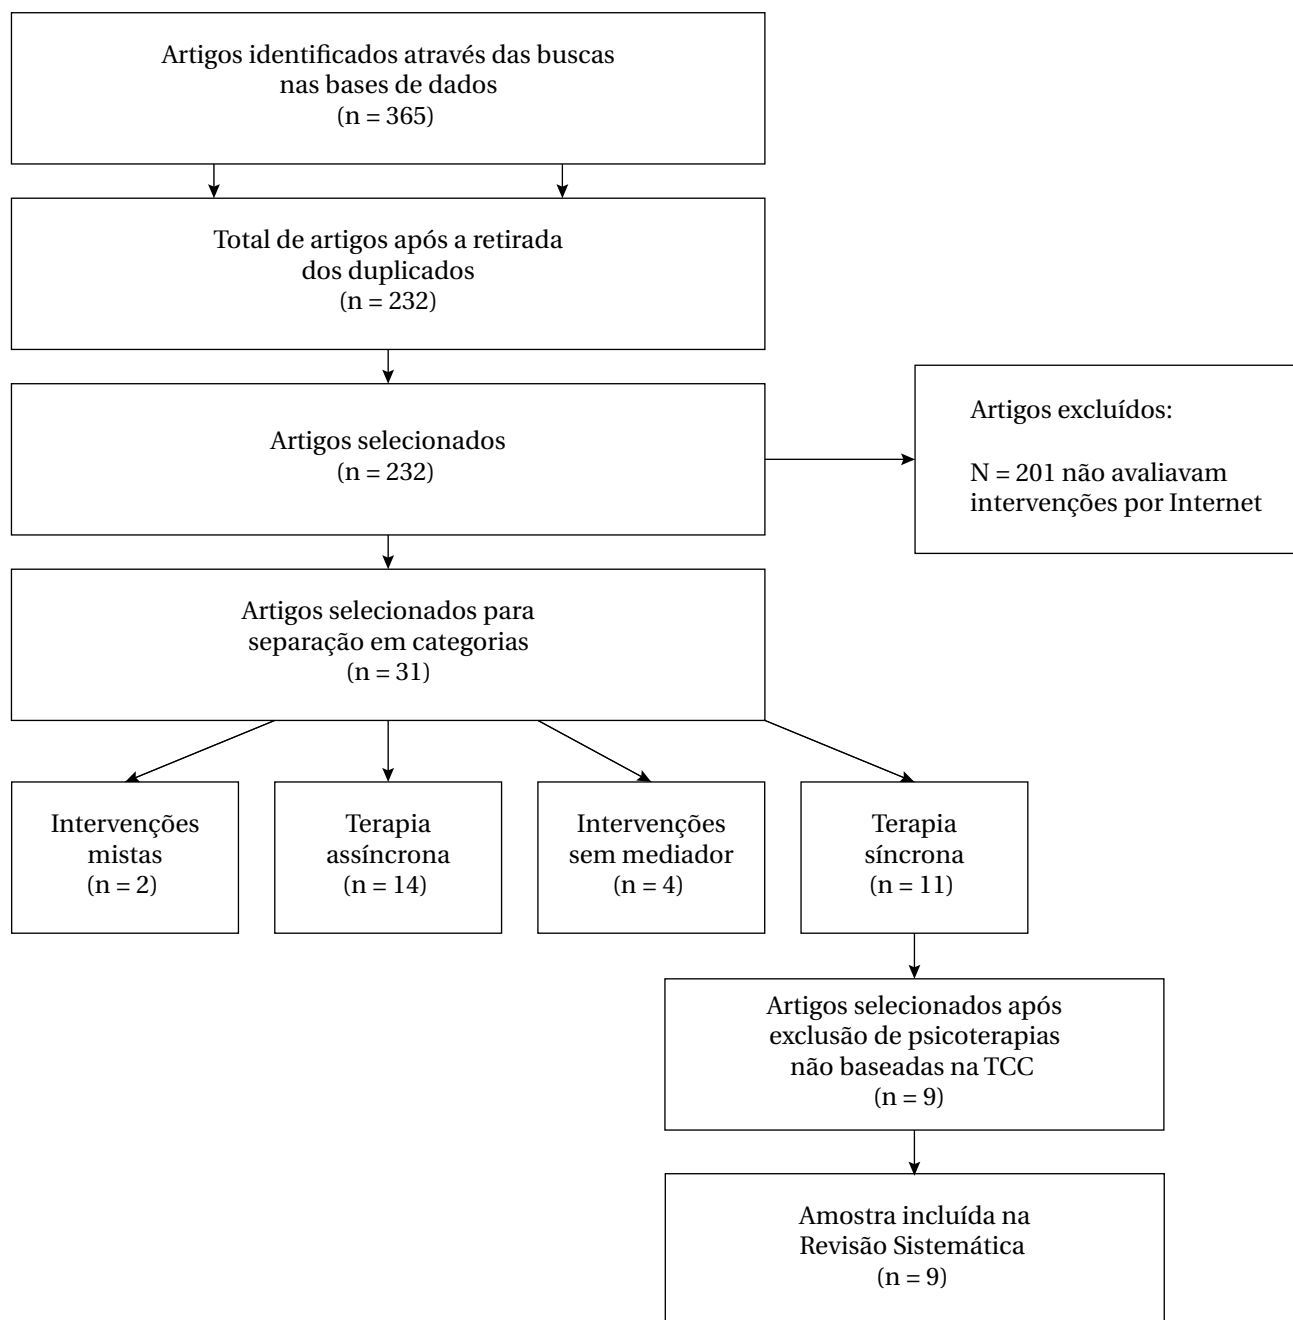 Artigos identificados através das buscas
nas bases de dados
(n = 365)
Total de artigos após a retirada
dos duplicados
(n = 232)
Artigos selecionados
(n = 232)
Artigos excluídos:
N = 201 não avaliavam
intervenções por Internet
Artigos selecionados para
separação em categorias
(n = 31)
Intervenções
mistas
(n = 2)
Terapia
assíncrona
(n = 14)
Intervenções
sem mediador
(n = 4)
Terapia
síncrona
(n = 11)
Artigos selecionados após
exclusão de psicoterapias
não baseadas na TCC
(n = 9)
Amostra incluída na
Revisão Sistemática
(n = 9)